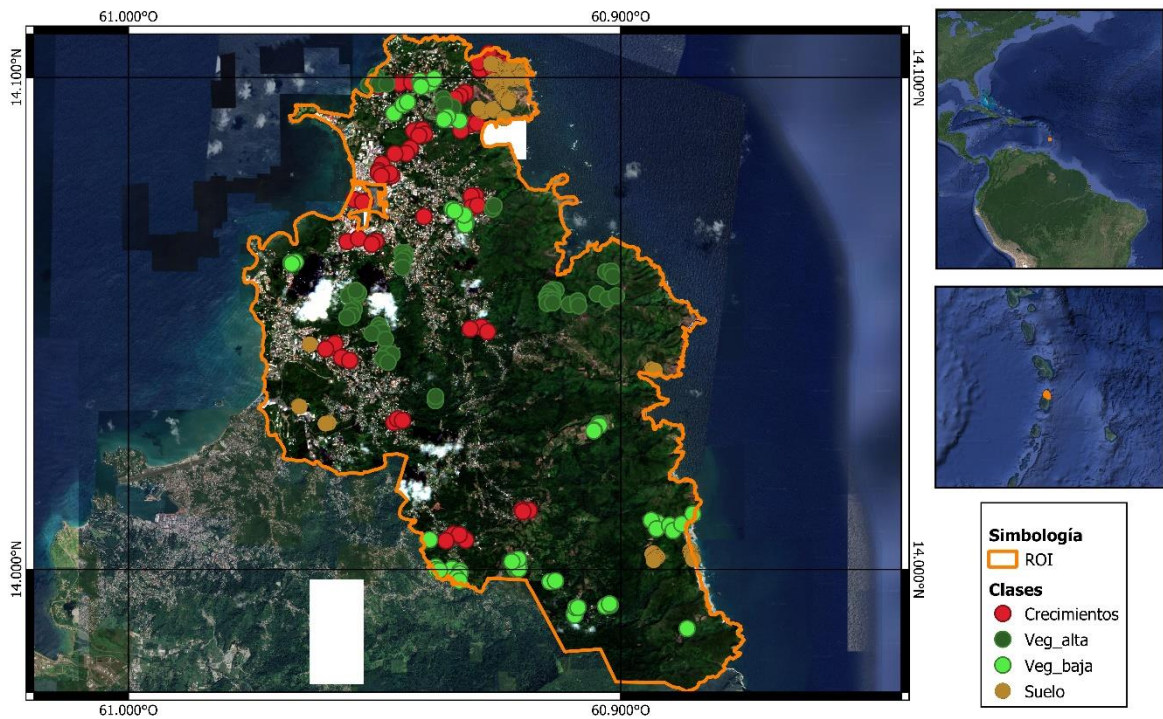 61.000°O
60.900°O
14.100°N
14.100°N
14.000°N
14.000°N
61.000°O
60.900°O
Simbología
ROI
Clases
Crecimientos
Veg_alta
Veg_baja
Suelo